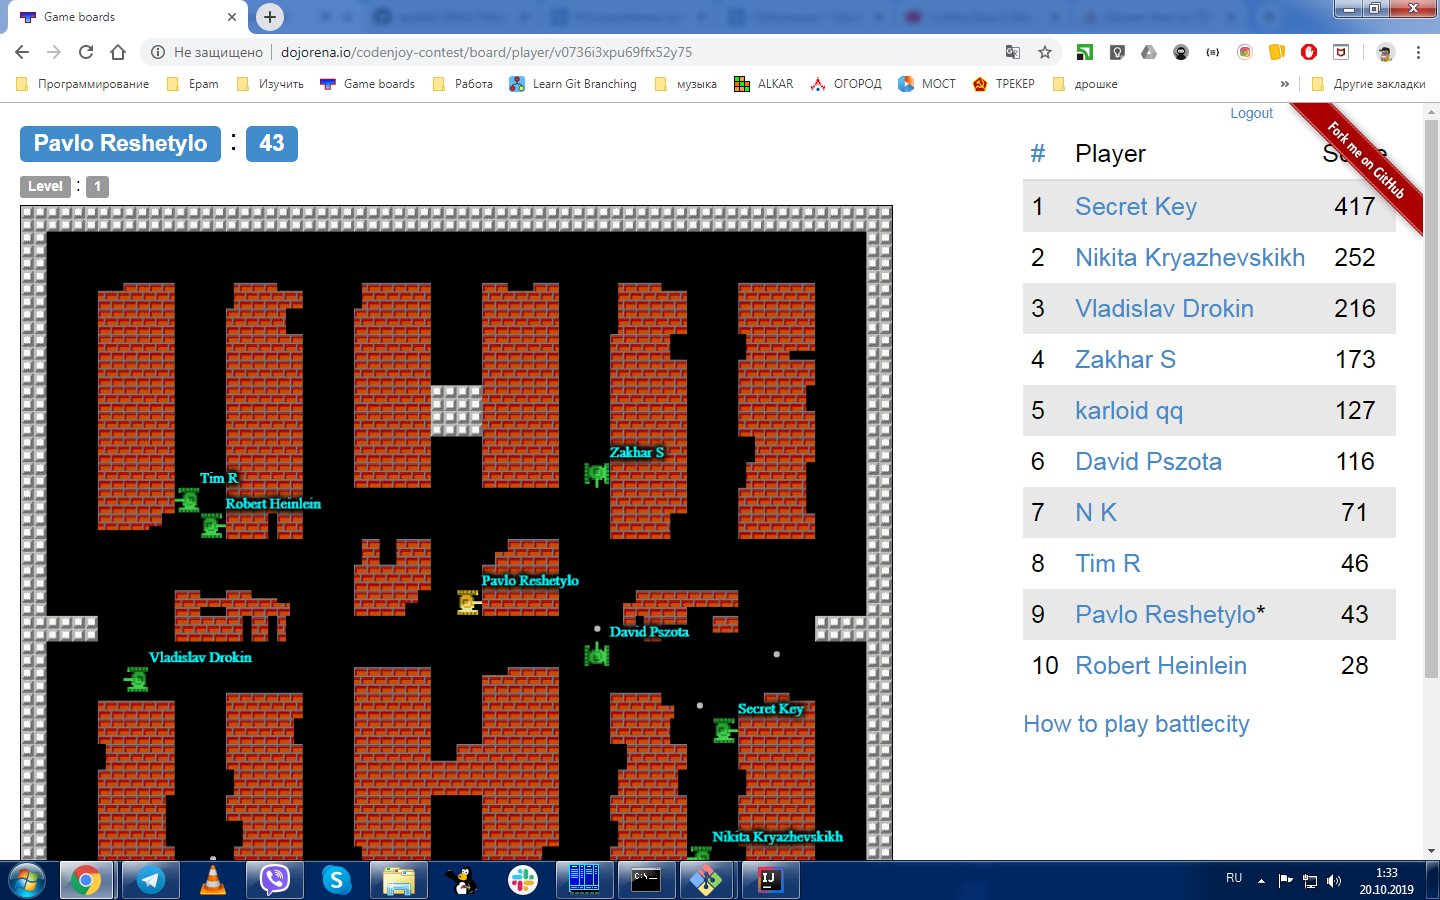 Game boards
Не защищено
dojorena.io/codenjoy-contest/board/player/v0736i3xpu69ffx52y75
Программирование
Epam
Изучить
Game boards
Работа
Learn Git Branching
музыка
ALKAR
ОГОРОД
МОСТ
ТРЕКЕР
дрошке
»
Другие закладки
Logout
Fork me on GitHub
Pavlo Reshetylo : 43
Level : 1
# Player
1 Secret Key 417
2 Nikita Kryazhevskikh 252
3 Vladislav Drokin 216
4 Zakhar S 173
5 karloid qq 127
6 David Pszota 116
7 N K 71
8 Tim R 46
9 Pavlo Reshetylo* 43
10 Robert Heinlein 28
How to play battlecity
Zakhar S
Tim R
Robert Heinlein
Pavlo Reshetylo
David Pszota
Vladislav Drokin
Secret Key
Nikita Kryazhevskikh
RU
1:33
20.10.2019